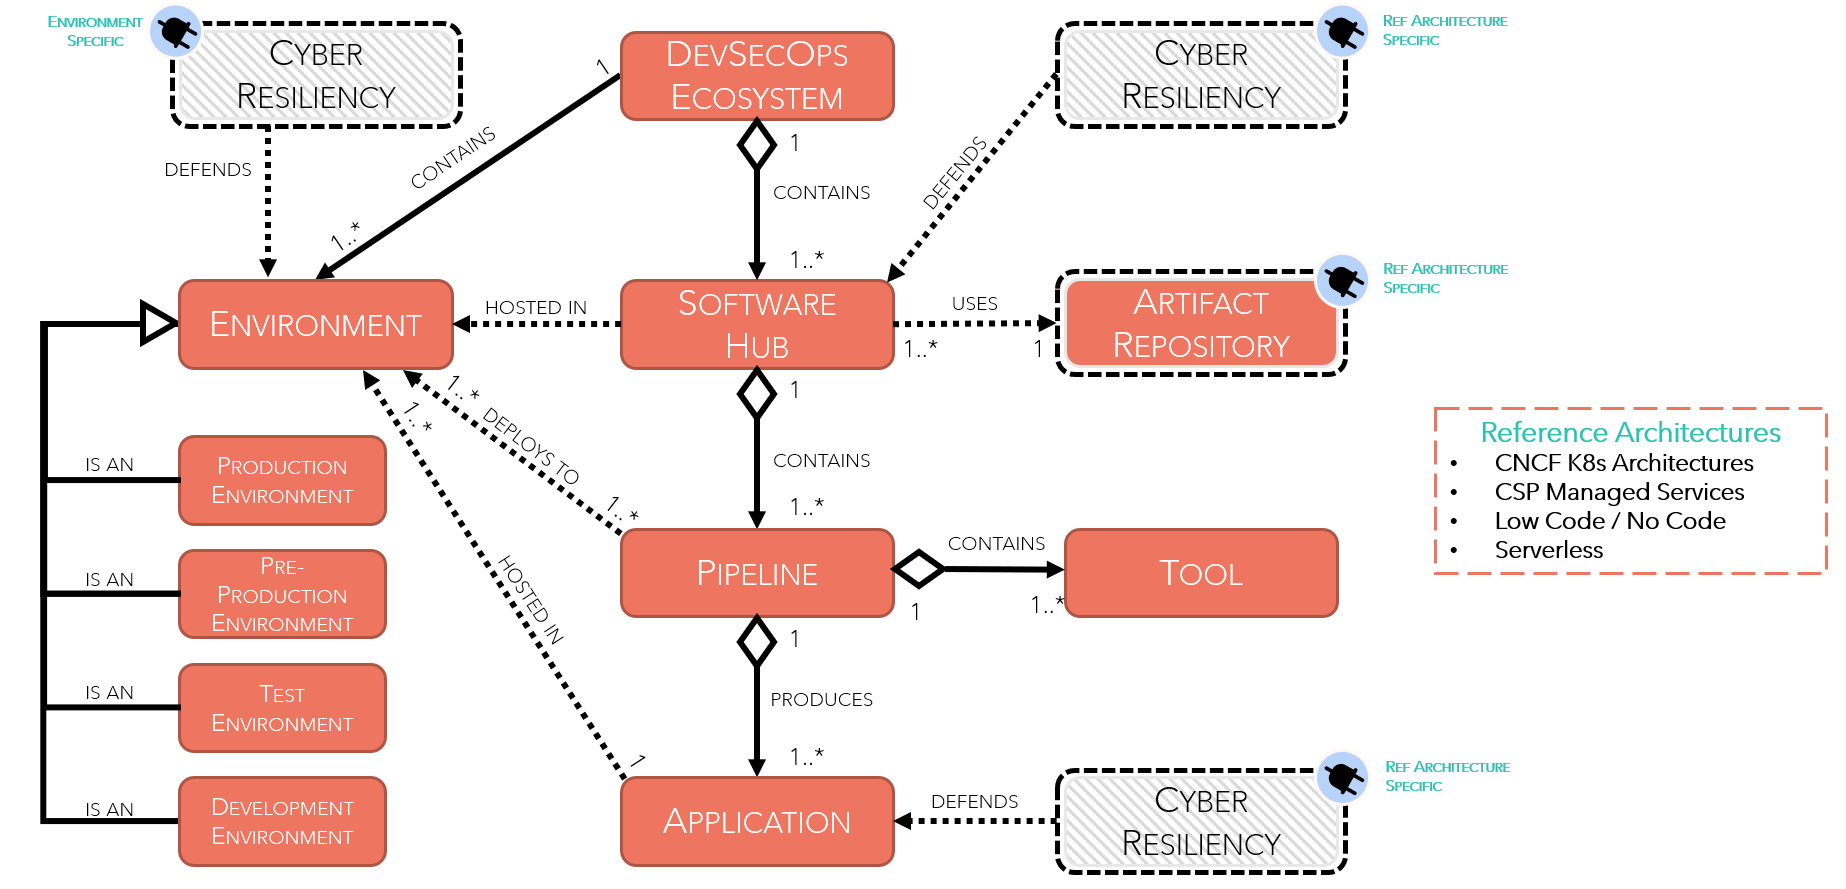 ENVIRONMENT
SPECIFIC
CYBER
RESILIENCY
DEVSECOPS
ECOSYSTEM
CYBER
RESILIENCY
REF ARCHITECTURE
SPECIFIC
1
CONTAINS
1..*
DEFENDS
1
CONTAINS
1..*
DEFENDS
ENVIRONMENT
HOSTED IN
SOFTWARE
HUB
USES
1..*
1
ARTIFACT
REPOSITORY
REF ARCHITECTURE
SPECIFIC
1..*
DEPLOYS TO
1..*
1..*
HOSTED IN
1
1
CONTAINS
1..*
Reference Architectures
• CNCF K8s Architectures
• CSP Managed Services
• Low Code / No Code
• Serverless
IS AN
PRODUCTION
ENVIRONMENT
IS AN
PRE-
PRODUCTION
ENVIRONMENT
IS AN
TEST
ENVIRONMENT
IS AN
DEVELOPMENT
ENVIRONMENT
PIPELINE
CONTAINS
1
1..*
TOOL
1
PRODUCES
1..*
APPLICATION
DEFENDS
CYBER
RESILIENCY
REF ARCHITECTURE
SPECIFIC